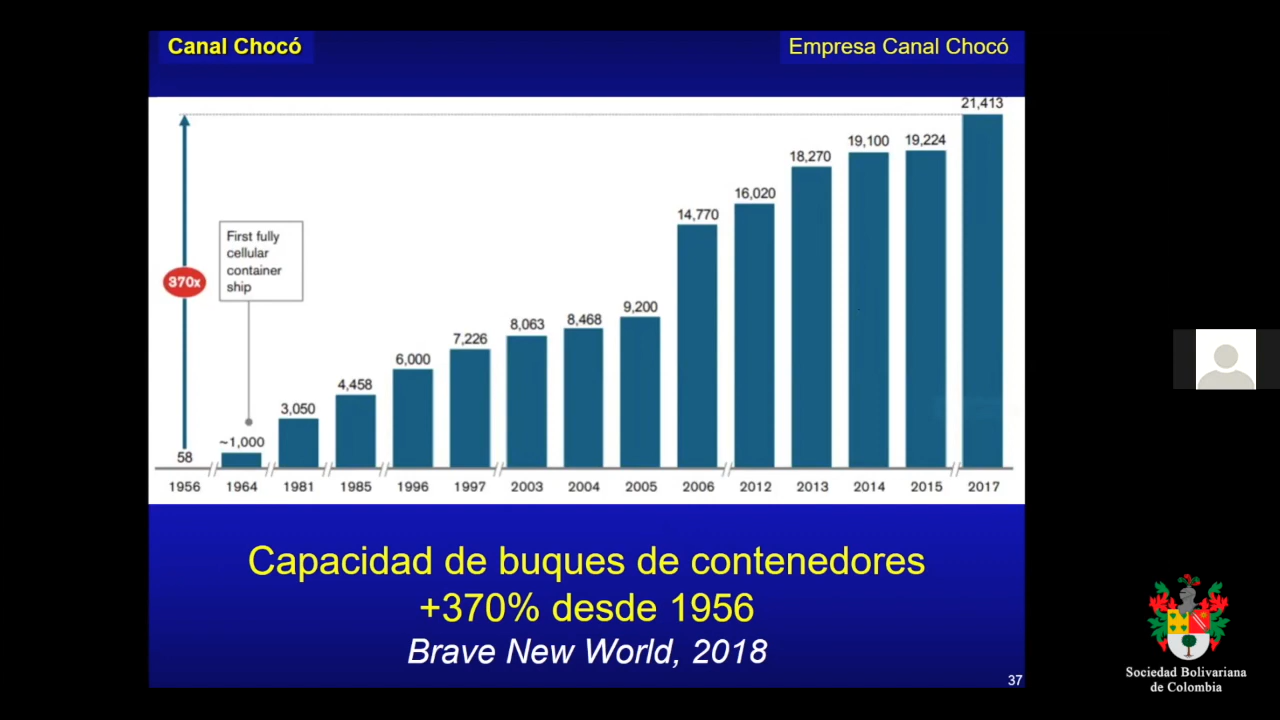 Canal Chocó
Empresa Canal Chocó
21,413
19,100
19,224
18,270
16,020
14,770
First fully
cellular
container
ship
370x
9,200
8,468
8,063
7,226
6,000
4,458
3,050
~1,000
58
1956 1964 1981 1985 1996 1997 2003 2004 2005 2006 2012 2013 2014 2015 2017
Capacidad de buques de contenedores
+370% desde 1956
Brave New World, 2018
37
Sociedad Bolivariana
de Colombia